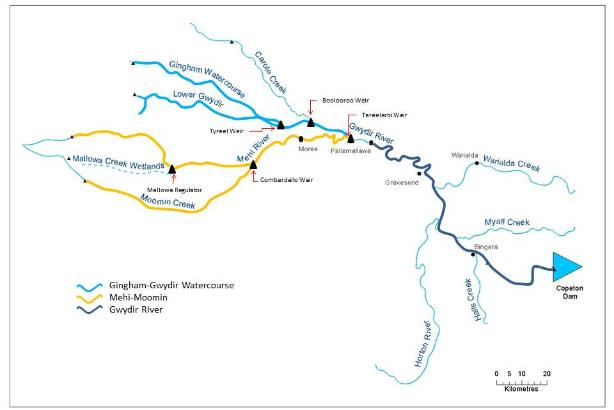 Carole Creek
Gingham Watercourse
Lower Gwydir
Boolooroo Weir
Tareelaroi Weir
Tyreel Weir
Gwydir River
Mehi River
Moree
Pallamallawa
Mallowa Creek Wetlands
Mallowa Regulator
Combardello Weir
Moomin Creek
Gravesend
Warialda
Warialda Creek
Myall Creek
Bingara
Copeton
Dam
Halls Creek
Horton River
Gingham-Gwydir Watercourse
Mehi-Moomin
Gwydir River
0 5 10 20
Kilometres